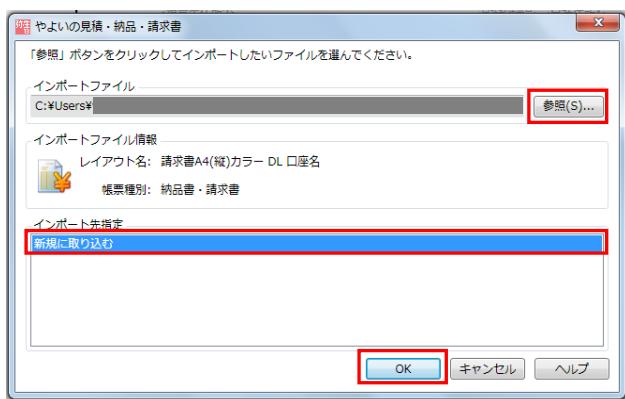 やよいの見積・納品・請求書
「参照」ボタンをクリックしてインポートしたいファイルを選んでください。
インポートファイル
C:¥Users¥
参照(S)...
インポートファイル情報
レイアウト名: 請求書A4(縦)カラー DL 口座名
帳票種別: 納品書・請求書
インポート先指定
新規に取り込む
OK キャンセル ヘルプ